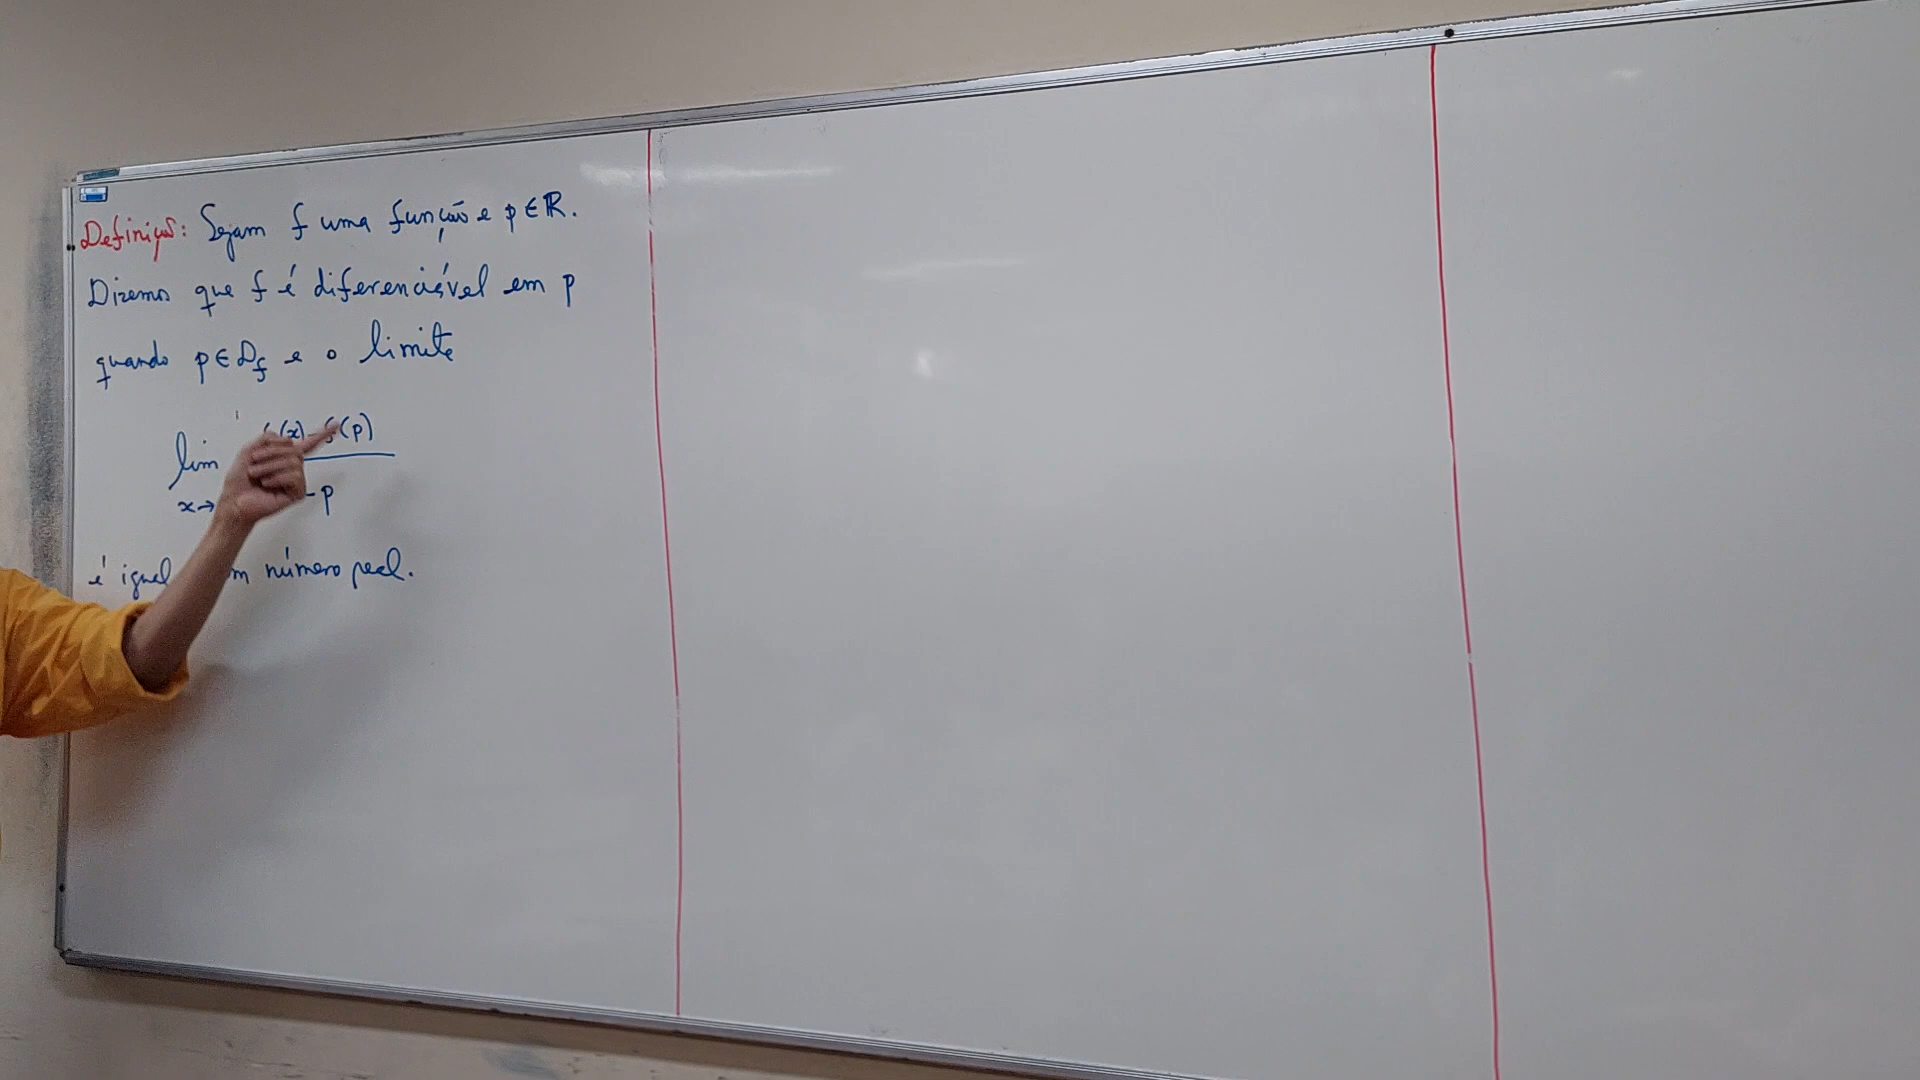 Definição: Sejam f uma função e p ∈ ℝ.
Dizemos que f é diferenciável em p
quando p ∈ D_f e o limite
lim (x)-f(p)
x→ -p
é igual m número real.